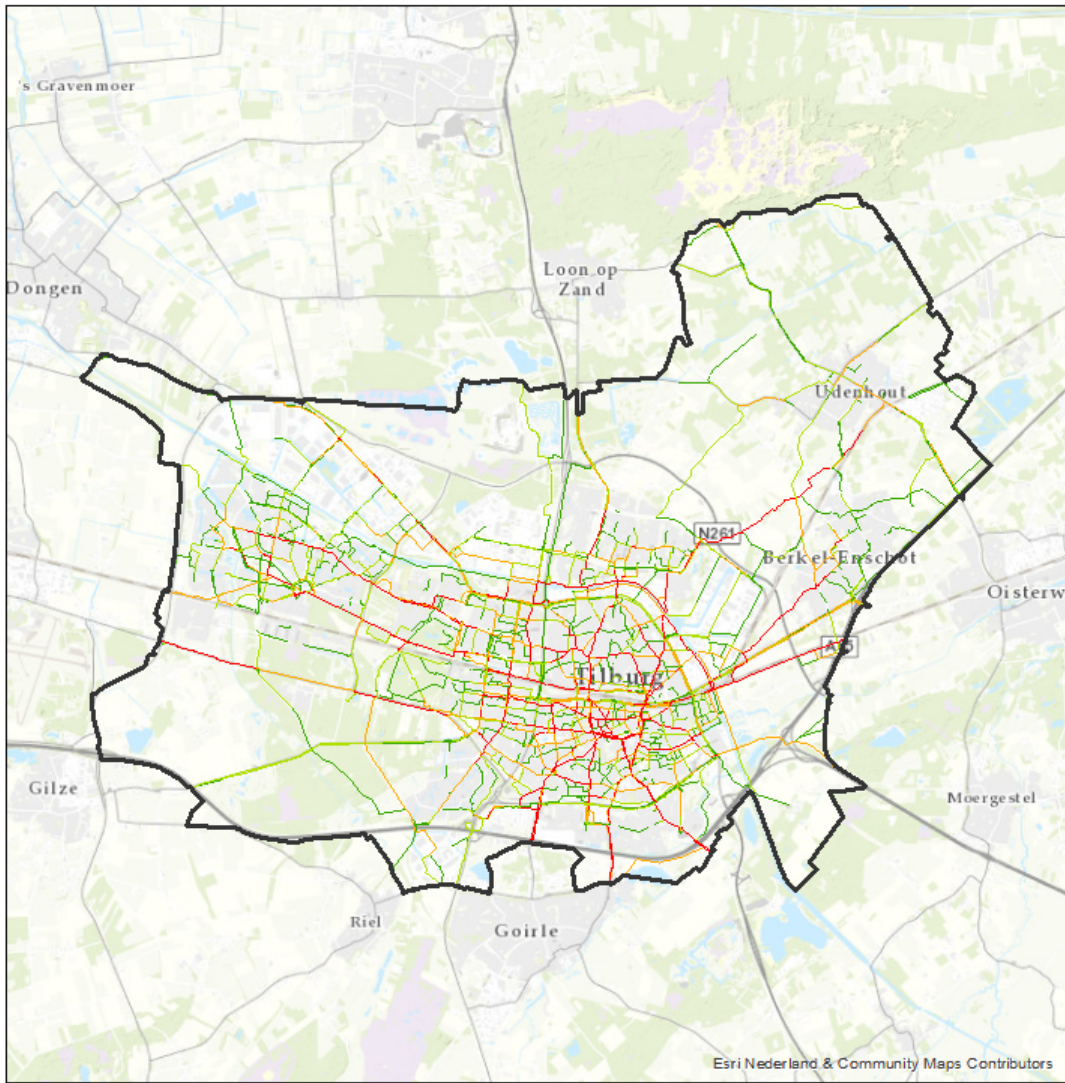 's Gravenmoer
Loon op
Zand
Dongen
Udenhout
N261
Berkel-Enschot
Oisterw
A65
Tilburg
Gilze
Moergestel
Riel
Goirle
Esri Nederland & Community Maps Contributors